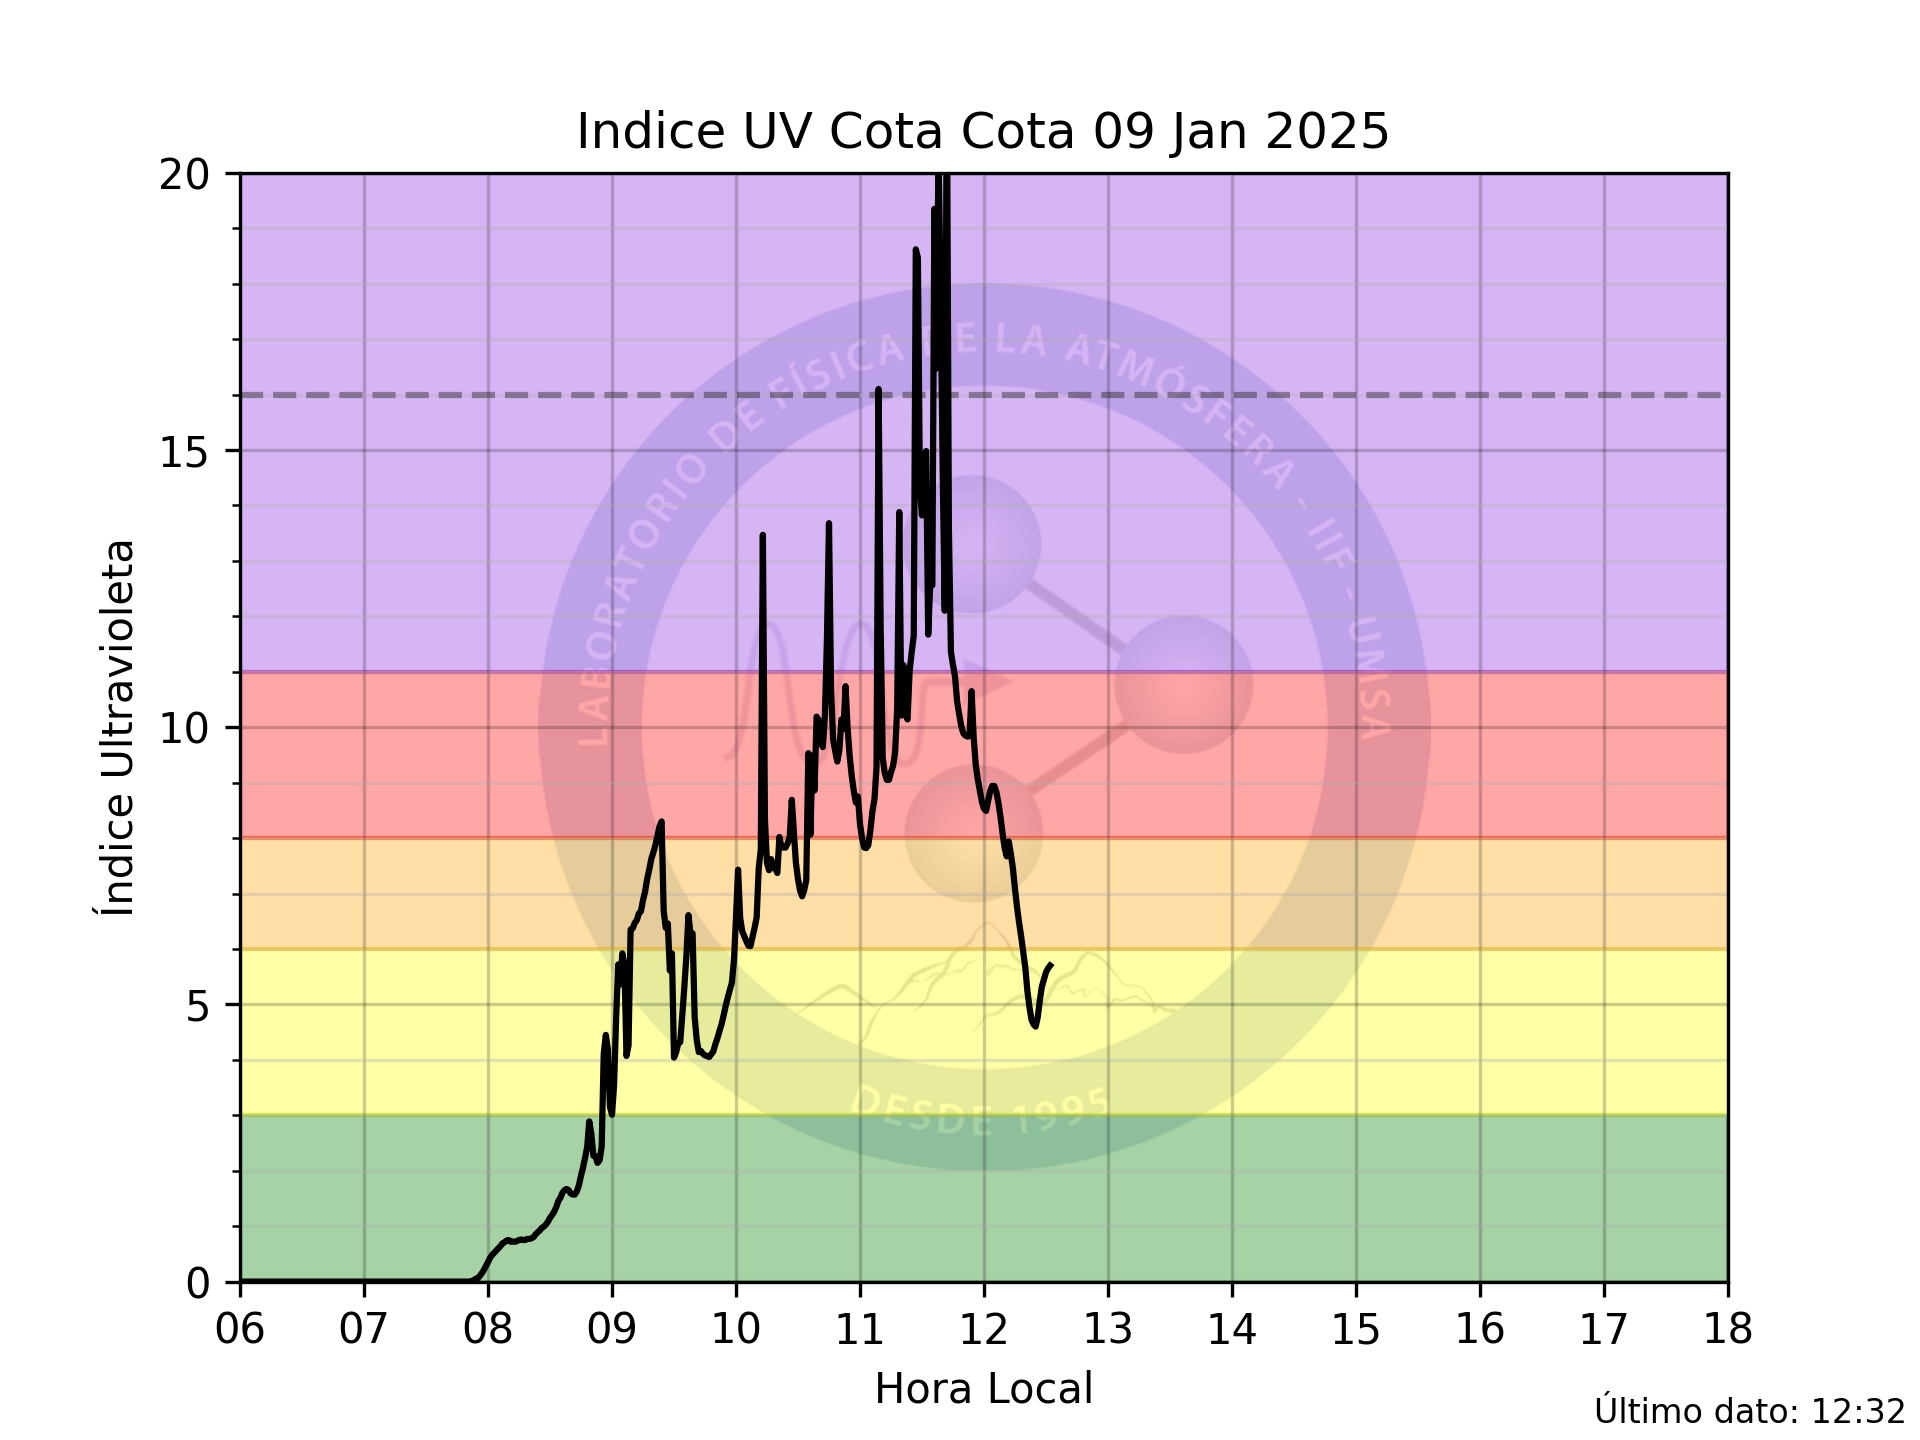 Indice UV Cota Cota 09 Jan 2025
20
15
10
5
0
Índice Ultravioleta
LABORATORIO DE FÍSICA DE LA ATMÓSFERA - IIF - UMSA
DESDE 1995
06 07 08 09 10 11 12 13 14 15 16 17 18
Hora Local
Último dato: 12:32